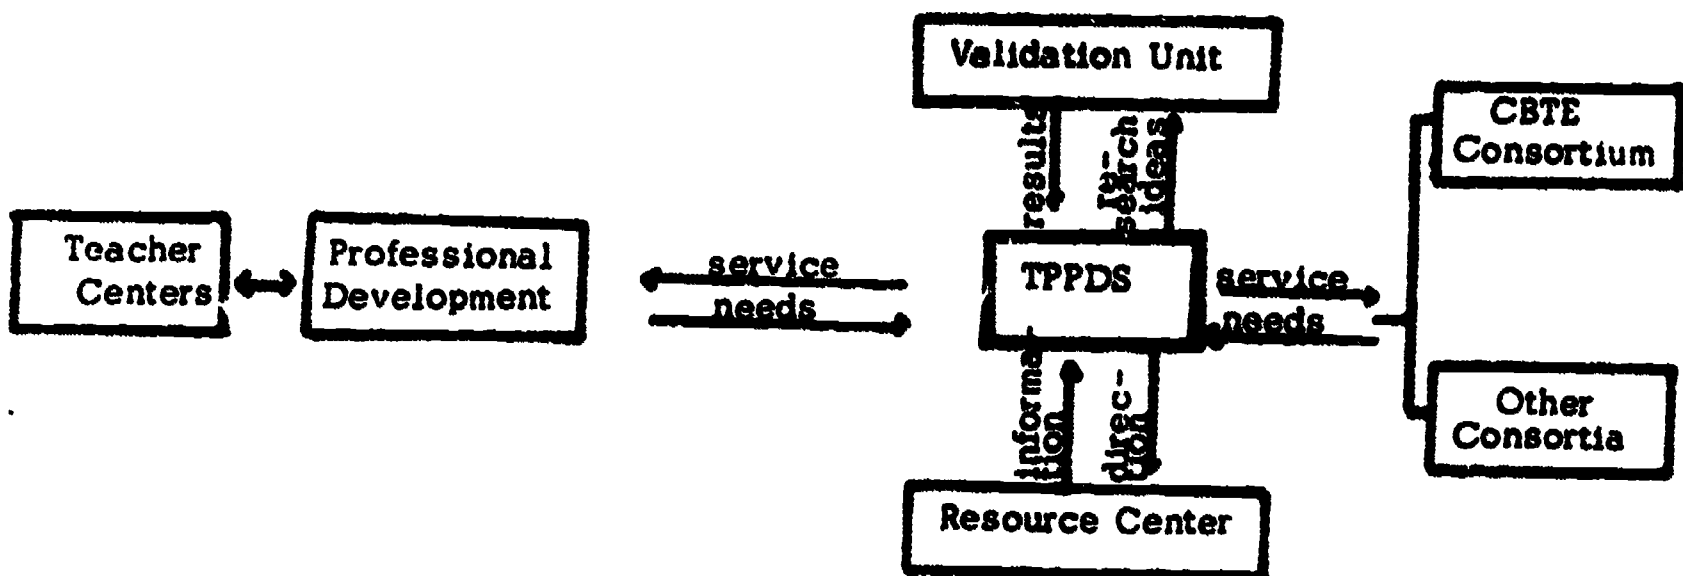 Validation Unit
CBTE
Consortium
results
re-
search
ideas
Teacher
Centers
Professional
Development
service
needs
TPPDS
service
needs
informa-
tion
direc-
tion
Other
Consortia
Resource Center